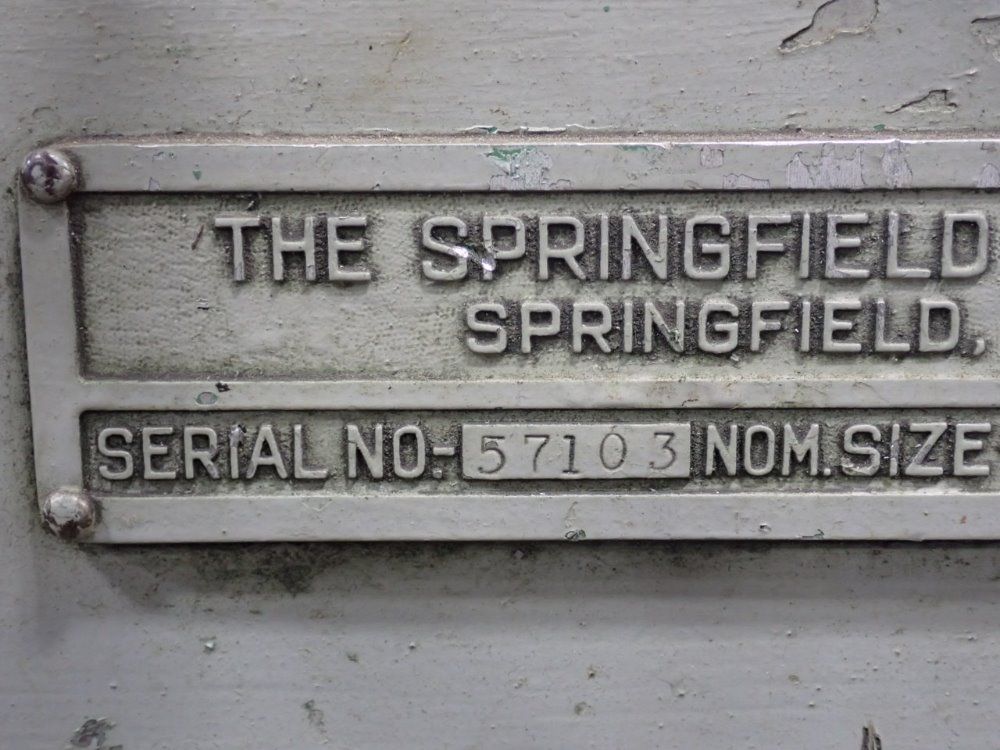 THE SPRINGFIELD
SPRINGFIELD,
SERIAL NO.- 57103 NOM. SIZE